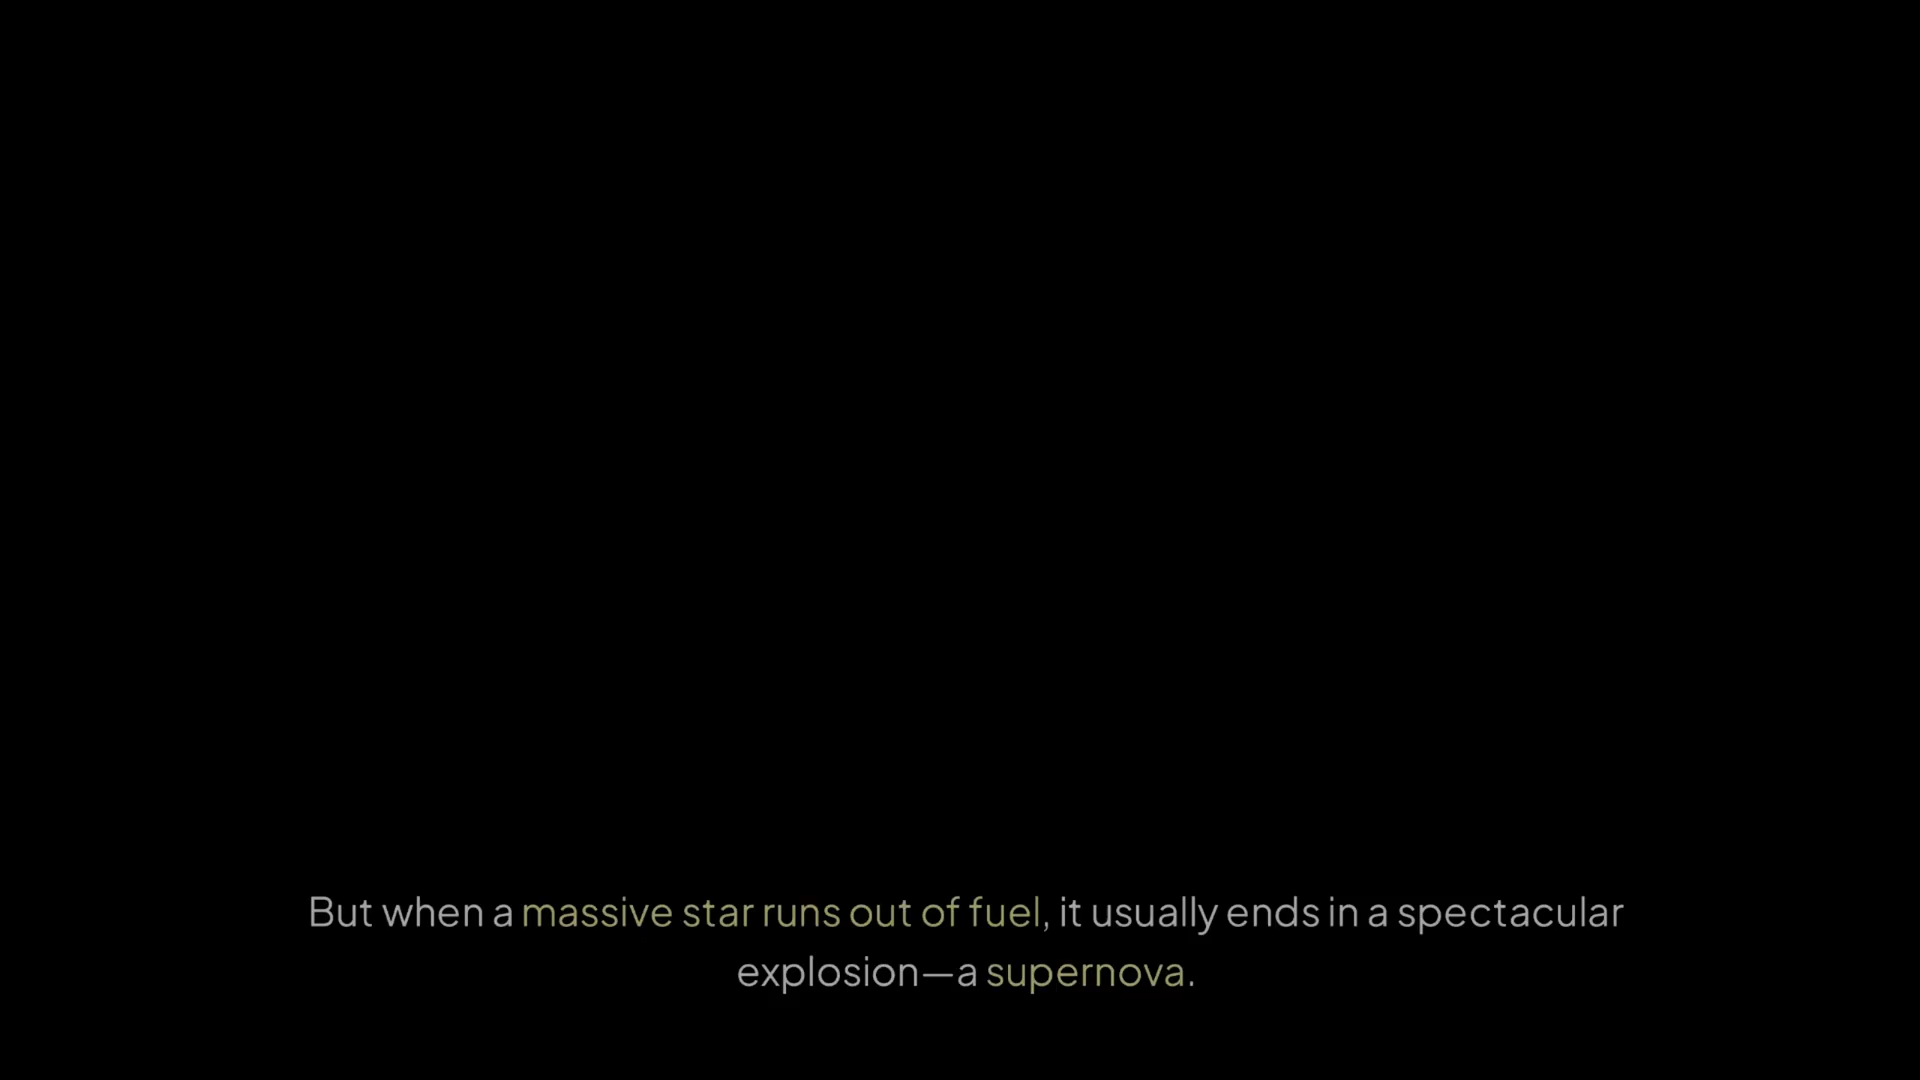 But when a massive star runs out of fuel, it usually ends in a spectacular
explosion—a supernova.